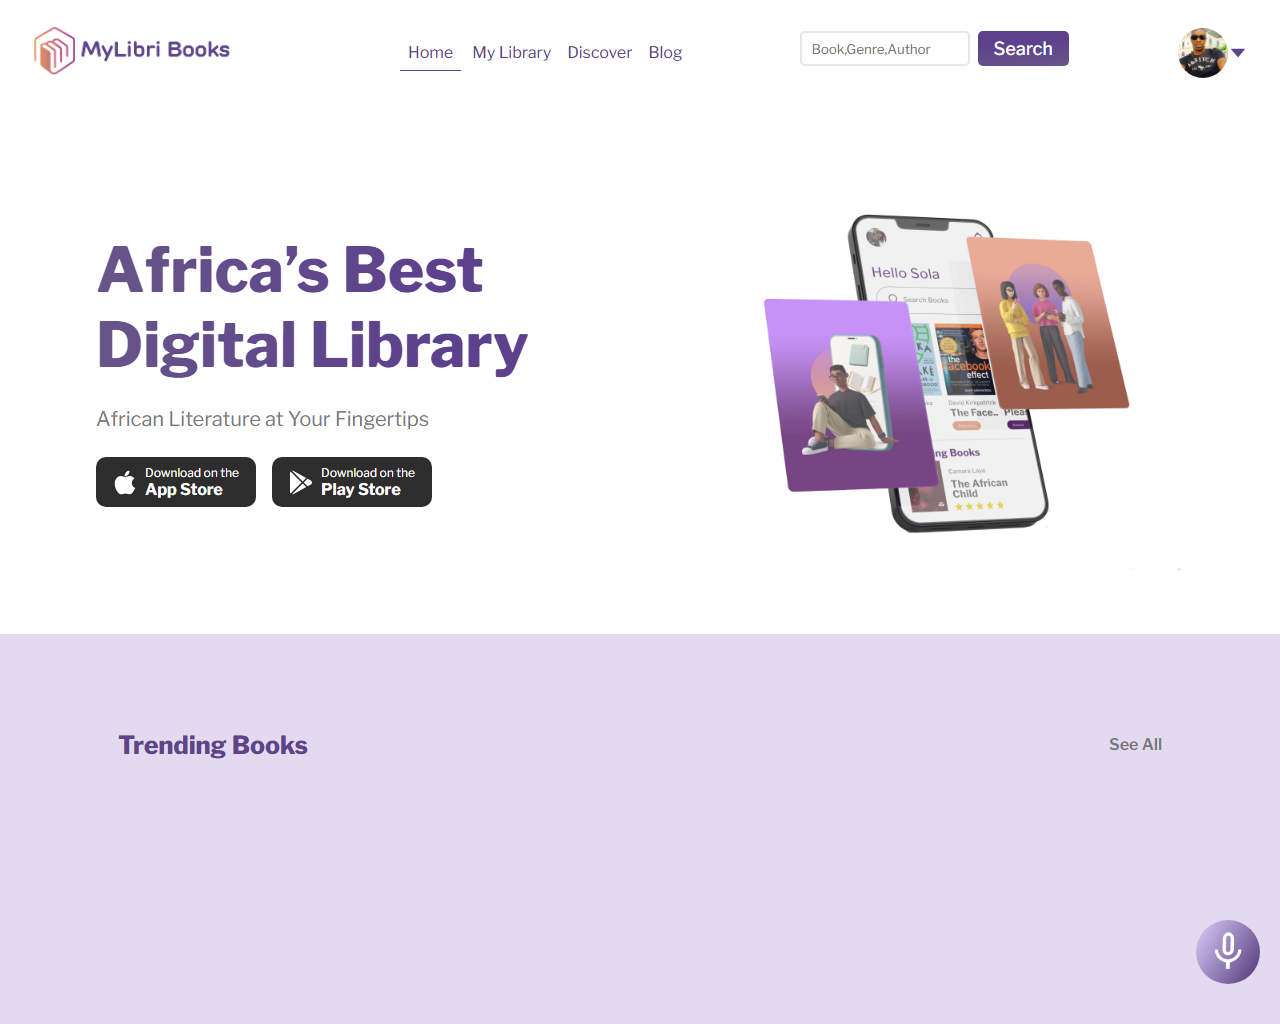 MyLibri Books
Home My Library Discover Blog
Book,Genre,Author
Search
Africa’s Best
Digital Library
African Literature at Your Fingertips
Download on the
App Store
Download on the
Play Store
Hello Sola
Search Books
the
facebook
effect
David Kirkpatrick
The Face..
Pleas
ng Books
Camara Laye
The African
Child
Trending Books
See All